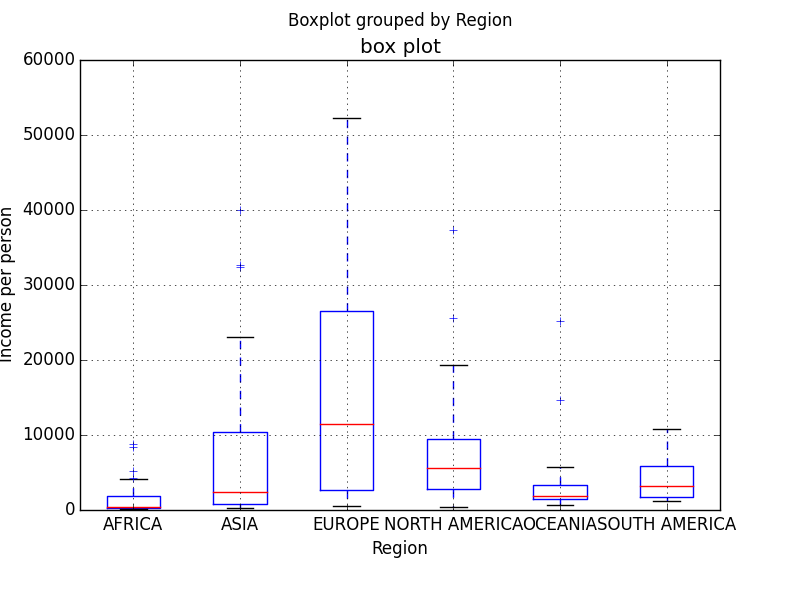 Boxplot grouped by Region
box plot
Income per person
60000
50000
40000
30000
20000
10000
0
AFRICA ASIA EUROPE NORTH AMERICA OCEANIA SOUTH AMERICA
Region